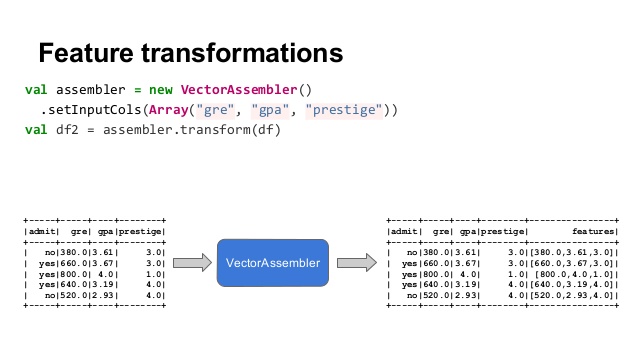 Feature transformations
val assembler = new VectorAssembler()
.setInputCols(Array("gre", "gpa", "prestige"))
val df2 = assembler.transform(df)
+-----+-----+----+--------+
|admit|  gre| gpa|prestige|
+-----+-----+----+--------+
|   no|380.0|3.61|     3.0|
|  yes|660.0|3.67|     3.0|
|  yes|800.0| 4.0|     1.0|
|  yes|640.0|3.19|     4.0|
|   no|520.0|2.93|     4.0|
+-----+-----+----+--------+
VectorAssembler
+-----+-----+----+--------+----------------+
|admit|  gre| gpa|prestige|        features|
+-----+-----+----+--------+----------------+
|   no|380.0|3.61|     3.0|[380.0,3.61,3.0]|
|  yes|660.0|3.67|     3.0|[660.0,3.67,3.0]|
|  yes|800.0| 4.0|     1.0| [800.0,4.0,1.0]|
|  yes|640.0|3.19|     4.0|[640.0,3.19,4.0]|
|   no|520.0|2.93|     4.0|[520.0,2.93,4.0]|
+-----+-----+----+--------+----------------+